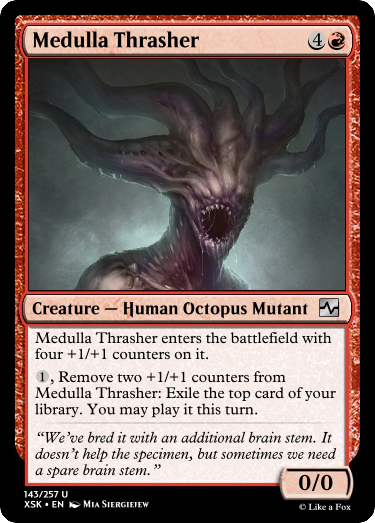 Medulla Thrasher 4
Creature — Human Octopus Mutant
Medulla Thrasher enters the battlefield with
four +1/+1 counters on it.
1, Remove two +1/+1 counters from
Medulla Thrasher: Exile the top card of your
library. You may play it this turn.
“We’ve bred it with an additional brain stem. It
doesn’t help the specimen, but sometimes we need
a spare brain stem.”
0/0
143/257 U
XSK • EN Mia Siergiejew
© Like a Fox